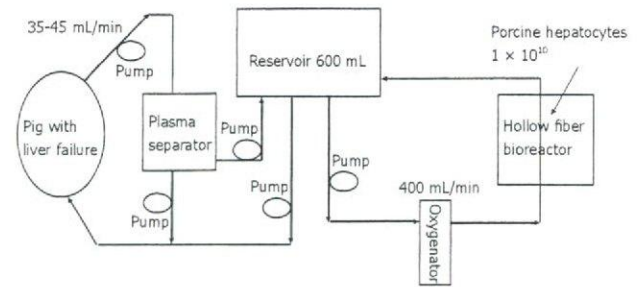 35-45 mL/min
Pump
Pig with
liver failure
Plasma
separator
Pump
Pump
Reservoir 600 mL
Pump
Pump
400 mL/min
Oxygenator
Porcine hepatocytes
1 × 10¹⁰
Hollow fiber
bioreactor